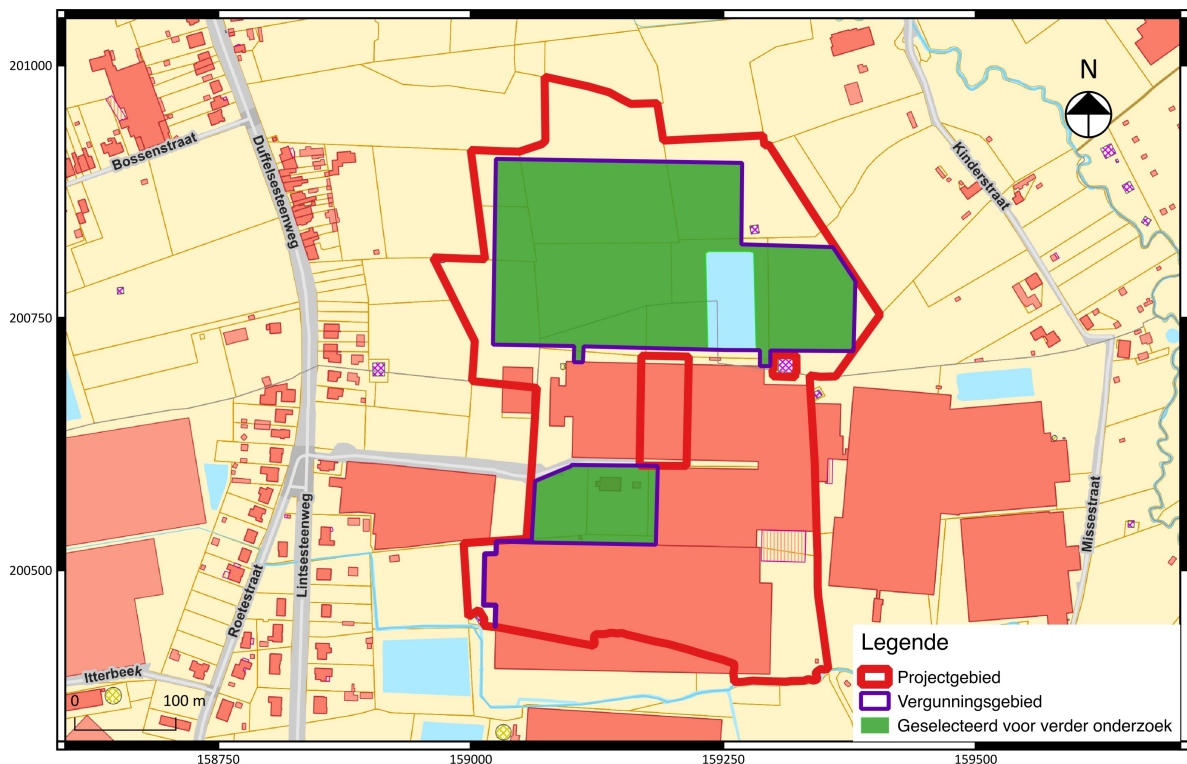 201000
200750
200500
158750
159000
159250
159500
N
Bossenstraat
Duffelsesteenweg
Kinderstraat
Missestraat
Lintsesteenweg
Roetestraat
Itterbeek
0 100 m
Legende
Projectgebied
Vergunningsgebied
Geselecteerd voor verder onderzoek